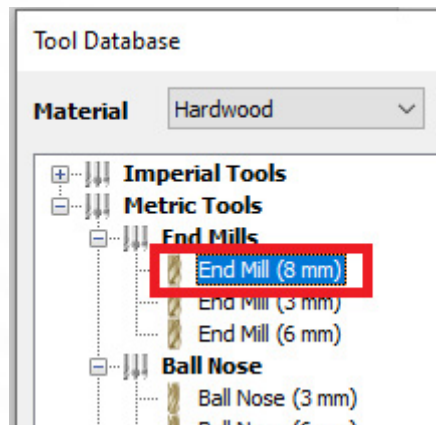 Tool Database
Material Hardwood
Imperial Tools
Metric Tools
End Mills
End Mill (8 mm)
End Mill (3 mm)
End Mill (6 mm)
Ball Nose
Ball Nose (3 mm)